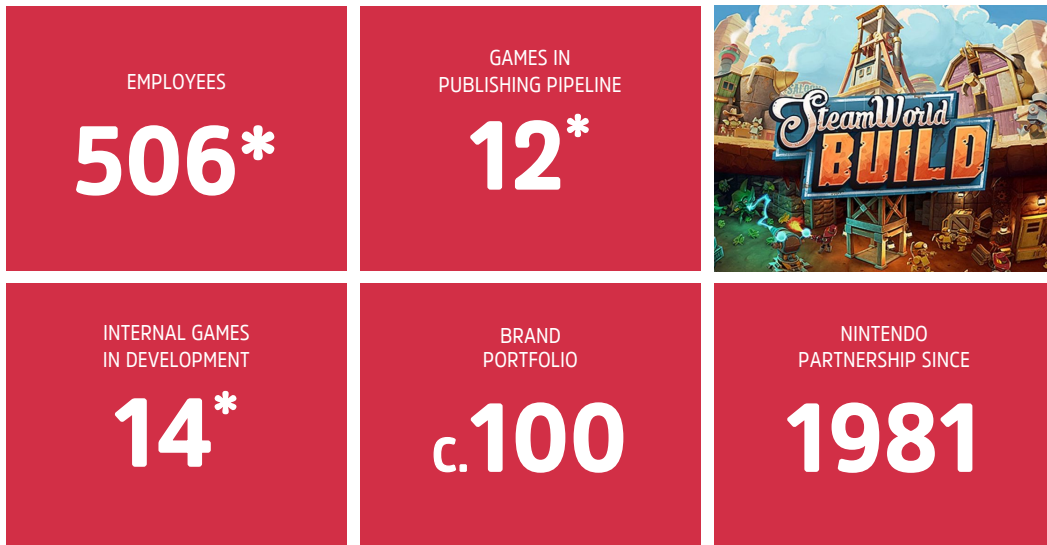 EMPLOYEES
506*
GAMES IN
PUBLISHING PIPELINE
12*
SteamWorld
BUILD
INTERNAL GAMES
IN DEVELOPMENT
14*
BRAND
PORTFOLIO
c.100
NINTENDO
PARTNERSHIP SINCE
1981